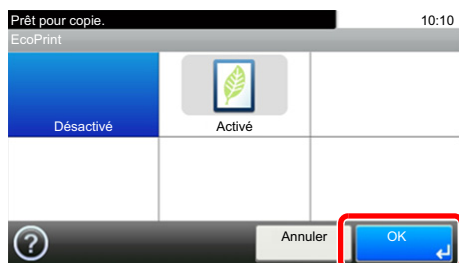 Prêt pour copie. 10:10
EcoPrint
Désactivé Activé
? Annuler OK